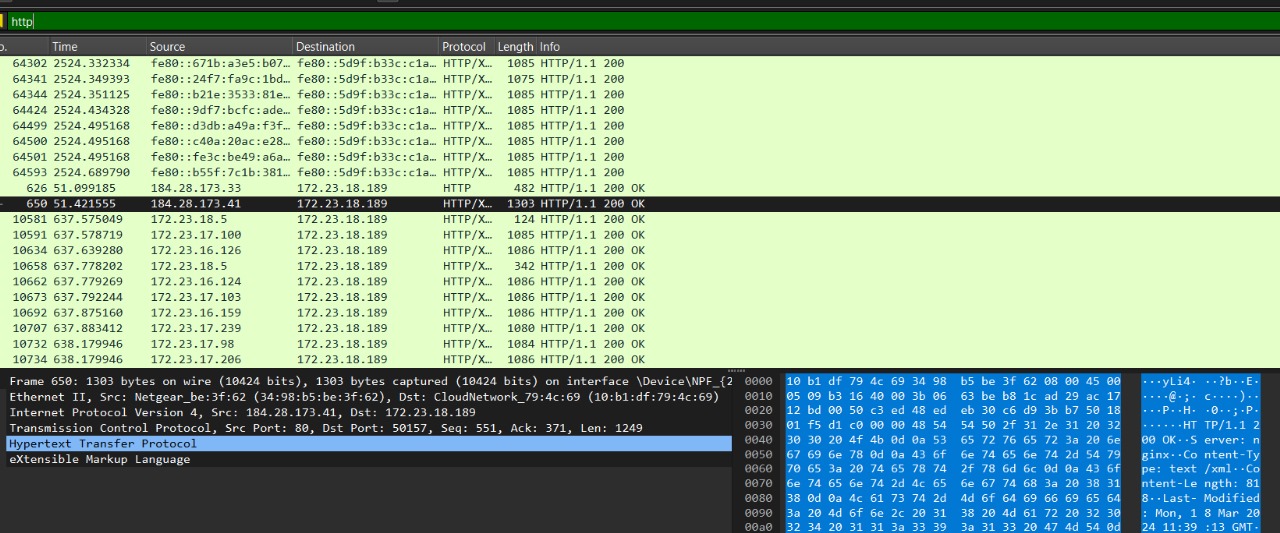 http
o. Time Source Destination Protocol Length Info
64302 2524.332334 fe80::671b:a3e5:b07… fe80::5d9f:b33c:c1a… HTTP/X… 1085 HTTP/1.1 200
64341 2524.349393 fe80::24f7:fa9c:1bd… fe80::5d9f:b33c:c1a… HTTP/X… 1075 HTTP/1.1 200
64344 2524.351125 fe80::b21e:3533:81e… fe80::5d9f:b33c:c1a… HTTP/X… 1085 HTTP/1.1 200
64424 2524.434328 fe80::9df7:bcfc:ade… fe80::5d9f:b33c:c1a… HTTP/X… 1085 HTTP/1.1 200
64499 2524.495168 fe80::d3db:a49a:f3f… fe80::5d9f:b33c:c1a… HTTP/X… 1085 HTTP/1.1 200
64500 2524.495168 fe80::c40a:20ac:e28… fe80::5d9f:b33c:c1a… HTTP/X… 1085 HTTP/1.1 200
64501 2524.495168 fe80::fe3c:be49:a6a… fe80::5d9f:b33c:c1a… HTTP/X… 1085 HTTP/1.1 200
64593 2524.689790 fe80::b55f:7c1b:381… fe80::5d9f:b33c:c1a… HTTP/X… 1085 HTTP/1.1 200
626 51.099185 184.28.173.33 172.23.18.189 HTTP 482 HTTP/1.1 200 OK
650 51.421555 184.28.173.41 172.23.18.189 HTTP/X… 1303 HTTP/1.1 200 OK
10581 637.575049 172.23.18.5 172.23.18.189 HTTP/X… 124 HTTP/1.1 200 OK
10591 637.578719 172.23.17.100 172.23.18.189 HTTP/X… 1085 HTTP/1.1 200 OK
10634 637.639280 172.23.16.126 172.23.18.189 HTTP/X… 1086 HTTP/1.1 200 OK
10658 637.778202 172.23.18.5 172.23.18.189 HTTP/X… 342 HTTP/1.1 200 OK
10662 637.779269 172.23.16.124 172.23.18.189 HTTP/X… 1086 HTTP/1.1 200 OK
10673 637.792244 172.23.17.103 172.23.18.189 HTTP/X… 1086 HTTP/1.1 200 OK
10692 637.875160 172.23.16.159 172.23.18.189 HTTP/X… 1086 HTTP/1.1 200 OK
10707 637.883412 172.23.17.239 172.23.18.189 HTTP/X… 1080 HTTP/1.1 200 OK
10732 638.179946 172.23.17.98 172.23.18.189 HTTP/X… 1084 HTTP/1.1 200 OK
10734 638.179946 172.23.17.206 172.23.18.189 HTTP/X… 1086 HTTP/1.1 200 OK
Frame 650: 1303 bytes on wire (10424 bits), 1303 bytes captured (10424 bits) on interface \Device\NPF_{2
Ethernet II, Src: Netgear_be:3f:62 (34:98:b5:be:3f:62), Dst: CloudNetwork_79:4c:69 (10:b1:df:79:4c:69)
Internet Protocol Version 4, Src: 184.28.173.41, Dst: 172.23.18.189
Transmission Control Protocol, Src Port: 80, Dst Port: 50157, Seq: 551, Ack: 371, Len: 1249
Hypertext Transfer Protocol
eXtensible Markup Language
0000 10 b1 df 79 4c 69 34 98 b5 be 3f 62 08 00 45 00 ···yLi4· ··?b··E·
0010 05 09 b3 16 40 00 3b 06 63 be b8 1c ad 29 ac 17 ····@·;· c····)··
0020 12 bd 00 50 c3 ed 48 ed eb 30 c6 d9 3b b7 50 18 ···P··H· ·0··;·P·
0030 01 f5 d1 c0 00 00 48 54 54 50 2f 31 2e 31 20 32 ······HT TP/1.1 2
0040 30 30 20 4f 4b 0d 0a 53 65 72 76 65 72 3a 20 6e 00 OK··S erver: n
0050 67 69 6e 78 0d 0a 43 6f 6e 74 65 6e 74 2d 54 79 ginx··Co ntent-Ty
0060 70 65 3a 20 74 65 78 74 2f 78 6d 6c 0d 0a 43 6f pe: text /xml··Co
0070 6e 74 65 6e 74 2d 4c 65 6e 67 74 68 3a 20 38 31 ntent-Le ngth: 81
0080 38 0d 0a 4c 61 73 74 2d 4d 6f 64 69 66 69 65 64 8··Last- Modified
0090 3a 20 4d 6f 6e 2c 20 31 38 20 4d 61 72 20 32 30 : Mon, 1 8 Mar 20
00a0 32 34 20 31 31 3a 33 39 3a 31 33 20 47 4d 54 0d 24 11:39 :13 GMT·